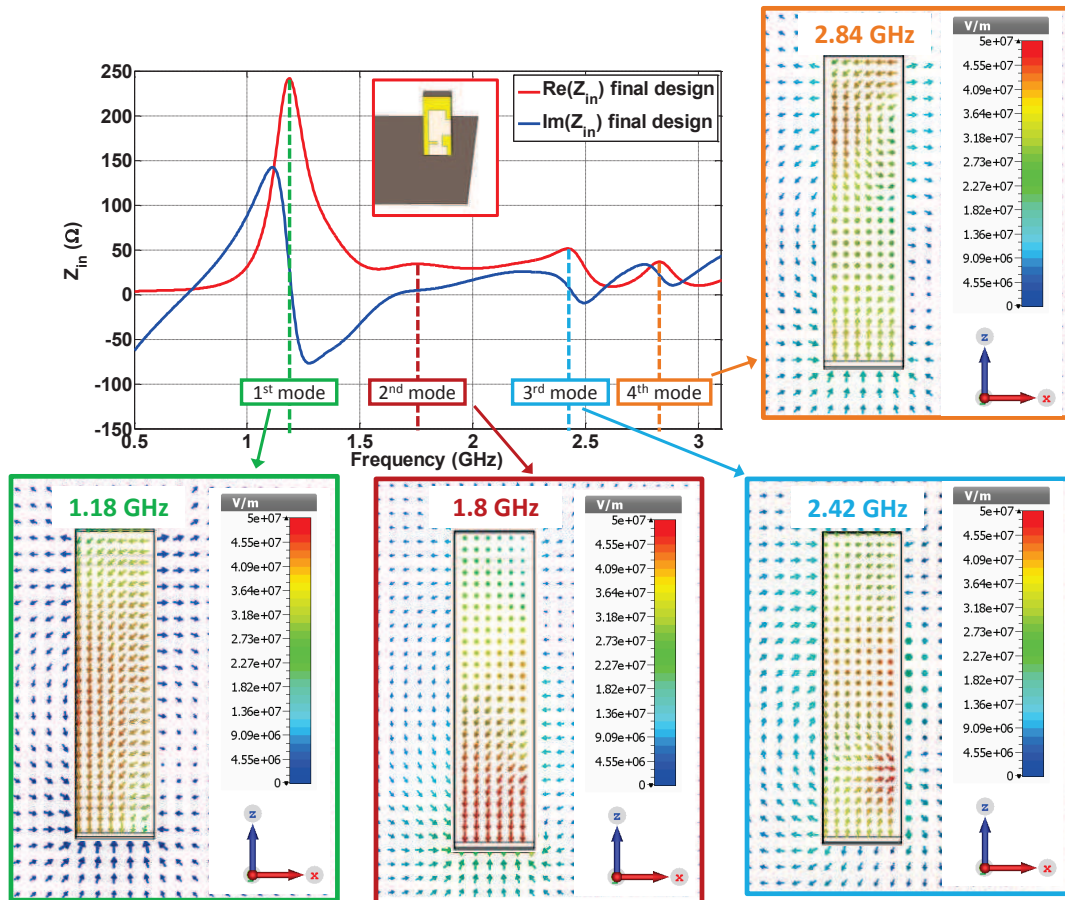 2.84 GHz
V/m
5e+07
4.55e+07
4.09e+07
3.64e+07
3.18e+07
2.73e+07
2.27e+07
1.82e+07
1.36e+07
9.09e+06
4.55e+06
0
z
x
250
200
150
100
50
0
-50
-100
-150
Z_in (Ω)
Re(Z_in) final design
Im(Z_in) final design
1st mode
2nd mode
3rd mode
4th mode
0.5
1
1.5
2
2.5
3
Frequency (GHz)
1.18 GHz
V/m
5e+07
4.55e+07
4.09e+07
3.64e+07
3.18e+07
2.73e+07
2.27e+07
1.82e+07
1.36e+07
9.09e+06
4.55e+06
0
z
x
1.8 GHz
V/m
5e+07
4.55e+07
4.09e+07
3.64e+07
3.18e+07
2.73e+07
2.27e+07
1.82e+07
1.36e+07
9.09e+06
4.55e+06
0
z
x
2.42 GHz
V/m
5e+07
4.55e+07
4.09e+07
3.64e+07
3.18e+07
2.73e+07
2.27e+07
1.82e+07
1.36e+07
9.09e+06
4.55e+06
0
z
x